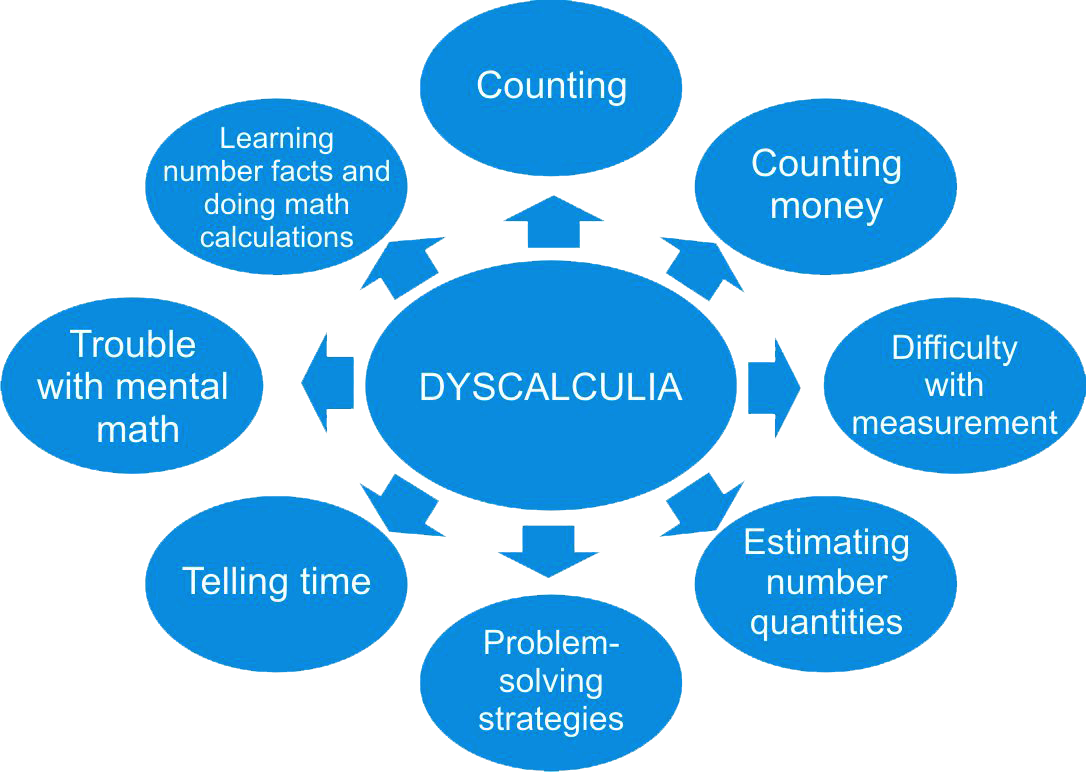 Counting
Learning
number facts and
doing math
calculations
Counting
money
Trouble
with mental
math
DYSCALCULIA
Difficulty
with
measurement
Telling time
Estimating
number
quantities
Problem-
solving
strategies